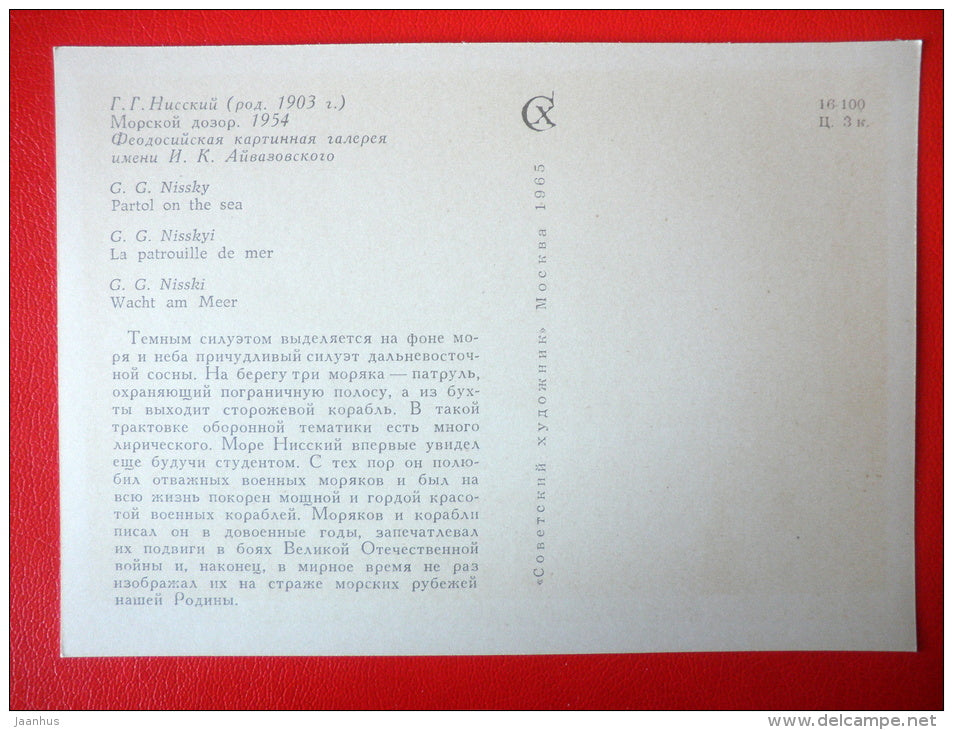 Г. Г. Нисский (род. 1903 г.)
Морской дозор. 1954
Феодосийская картинная галерея
имени И. К. Айвазовского
G. G. Nissky
Partol on the sea
G. G. Nisskyi
La patrouille de mer
G. G. Nisski
Wacht am Meer
Темным силуэтом выделяется на фоне мо-
ря и неба причудливый силуэт дальневосточ-
ной сосны. На берегу три моряка — патруль,
охраняющий пограничную полосу, а из бух-
ты выходит сторожевой корабль. В такой
трактовке оборонной тематики есть много
лирического. Море Нисский впервые увидел
еще будучи студентом. С тех пор он полю-
бил отважных военных моряков и был на
всю жизнь покорен мощной и гордой красо-
той военных кораблей. Моряков и корабли
писал он в довоенные годы, запечатлевал
их подвиги в боях Великой Отечественной
войны и, наконец, в мирное время не раз
изображал их на страже морских рубежей
нашей Родины.
СХ
«Советский художник» Москва 1965
16-100
Ц. 3 к.
Jaanhus
www.delcampe.net